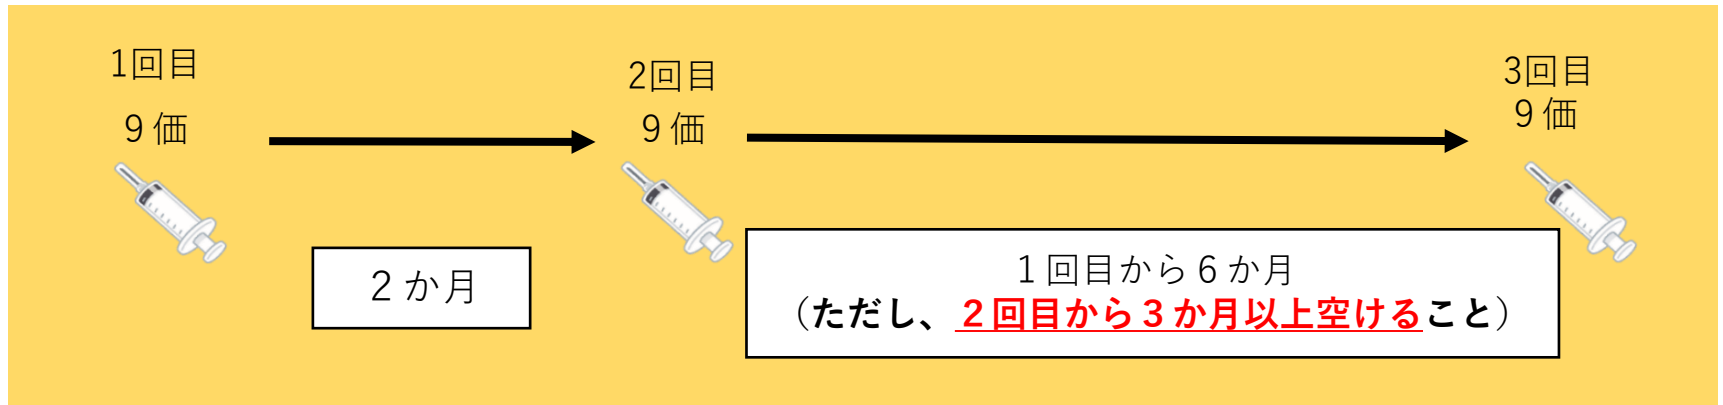 1回目
9価
2回目
9価
3回目
9価
２か月
１回目から６か月
（ただし、２回目から３か月以上空けること）